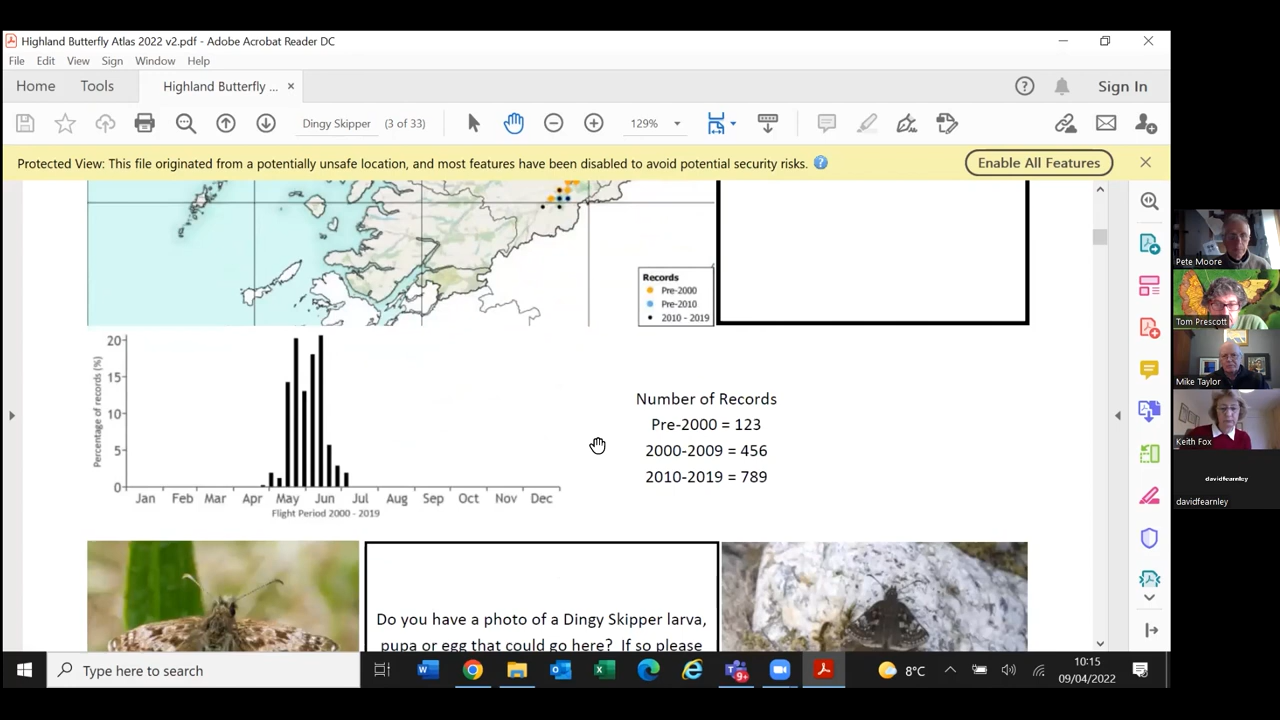 Highland Butterfly Atlas 2022 v2.pdf - Adobe Acrobat Reader DC
File Edit View Sign Window Help
Home Tools Highland Butterfly ... × Sign In
Dingy Skipper (3 of 33) 129%
Protected View: This file originated from a potentially unsafe location, and most features have been disabled to avoid potential security risks. Enable All Features
Records
Pre-2000
Pre-2010
2010 - 2019
Percentage of records (%)
20
15
10
5
0
Jan Feb Mar Apr May Jun Jul Aug Sep Oct Nov Dec
Flight Period 2000 - 2019
Number of Records
Pre-2000 = 123
2000-2009 = 456
2010-2019 = 789
Do you have a photo of a Dingy Skipper larva,
pupa or egg that could go here? If so please
Pete Moore
Tom Prescott
Mike Taylor
Keith Fox
davidfearnley
davidfearnley
Type here to search
9+
8°C
10:15
09/04/2022